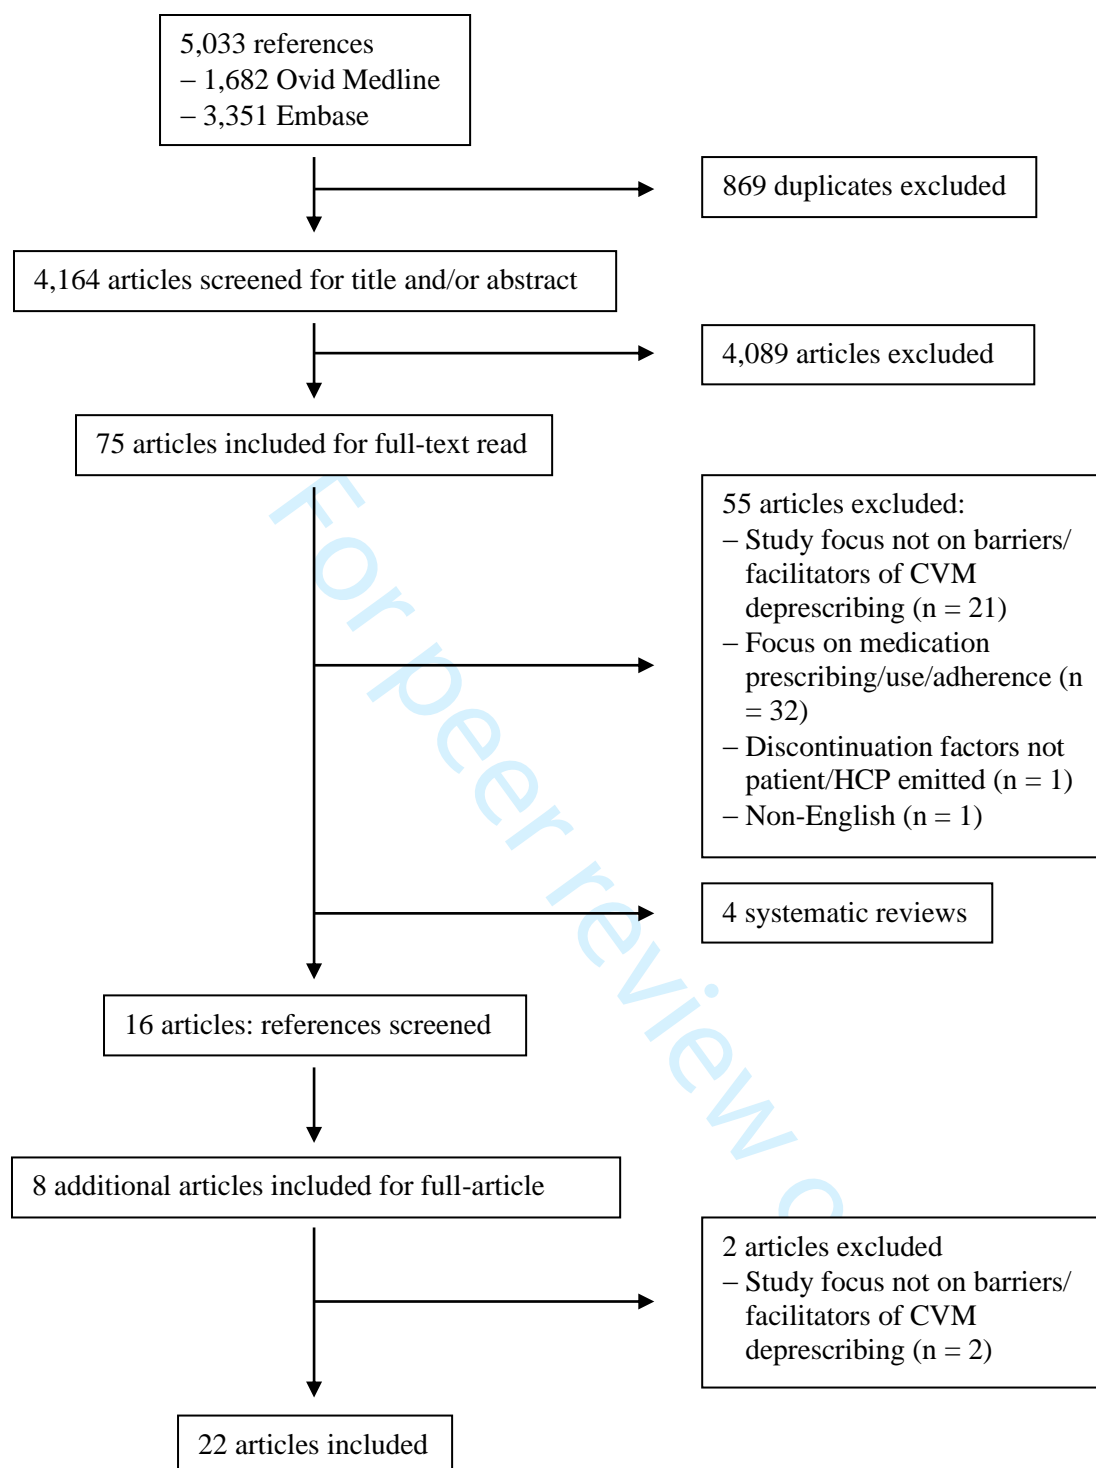 5,033 references
– 1,682 Ovid Medline
– 3,351 Embase
869 duplicates excluded
4,164 articles screened for title and/or abstract
4,089 articles excluded
75 articles included for full-text read
55 articles excluded:
– Study focus not on barriers/
facilitators of CVM
deprescribing (n = 21)
– Focus on medication
prescribing/use/adherence (n
= 32)
– Discontinuation factors not
patient/HCP emitted (n = 1)
– Non-English (n = 1)
4 systematic reviews
16 articles: references screened
8 additional articles included for full-article
2 articles excluded
– Study focus not on barriers/
facilitators of CVM
deprescribing (n = 2)
22 articles included
For peer review